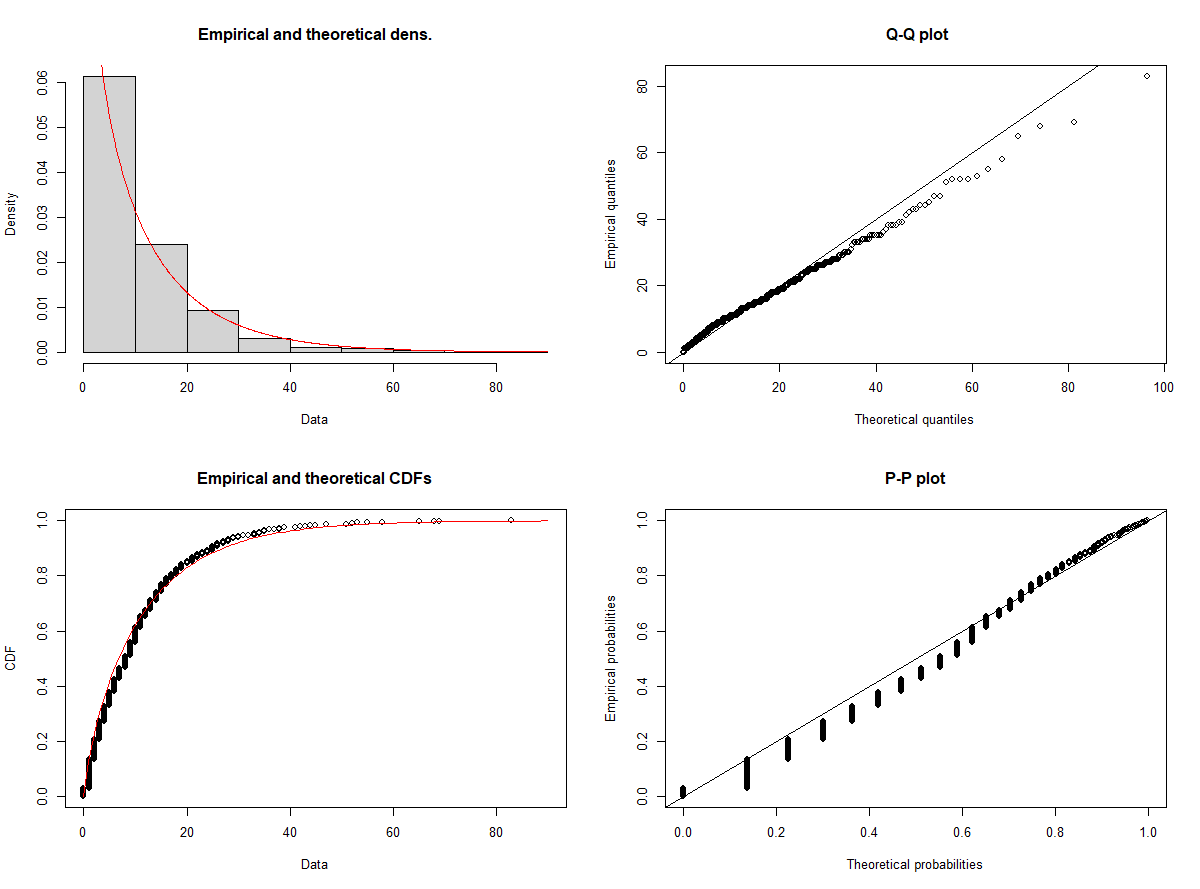 Empirical and theoretical dens.
Density
0.00 0.01 0.02 0.03 0.04 0.05 0.06
0 20 40 60 80
Data
Q-Q plot
Empirical quantiles
0 20 40 60 80
0 20 40 60 80 100
Theoretical quantiles
Empirical and theoretical CDFs
CDF
0.0 0.2 0.4 0.6 0.8 1.0
0 20 40 60 80
Data
P-P plot
Empirical probabilities
0.0 0.2 0.4 0.6 0.8 1.0
0.0 0.2 0.4 0.6 0.8 1.0
Theoretical probabilities